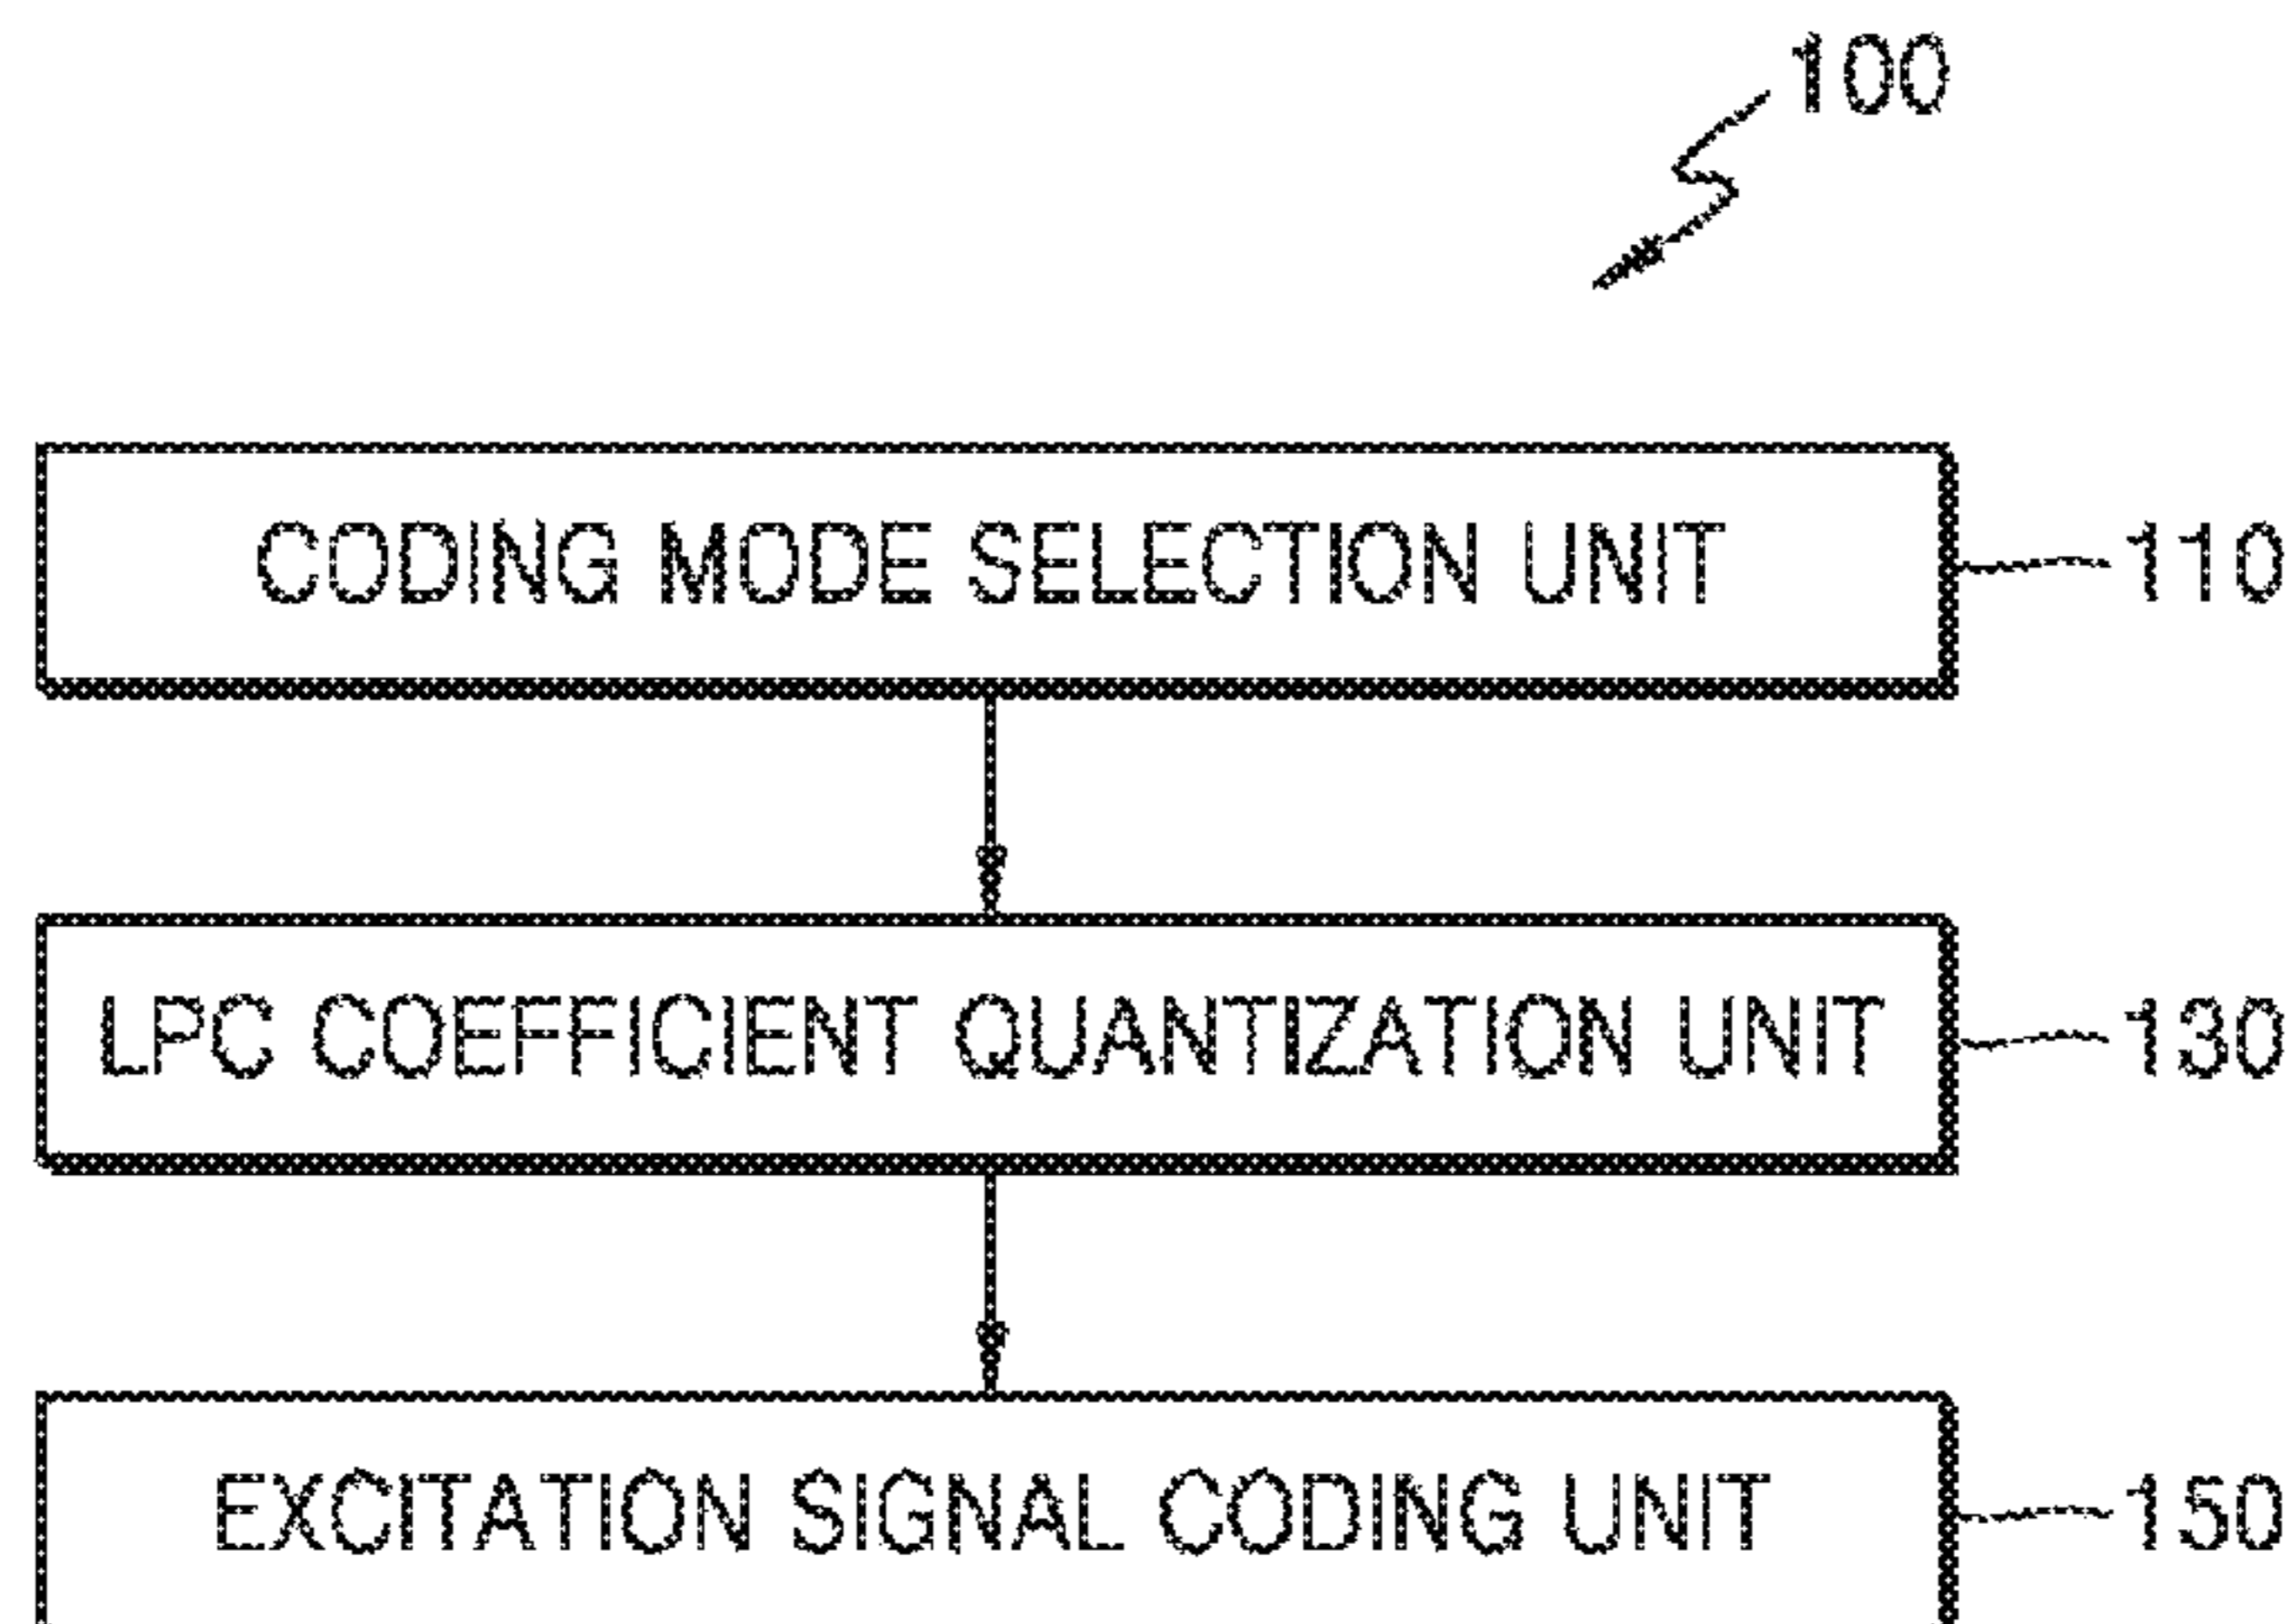 100
CODING MODE SELECTION UNIT 110
LPC COEFFICIENT QUANTIZATION UNIT 130
EXCITATION SIGNAL CODING UNIT 150